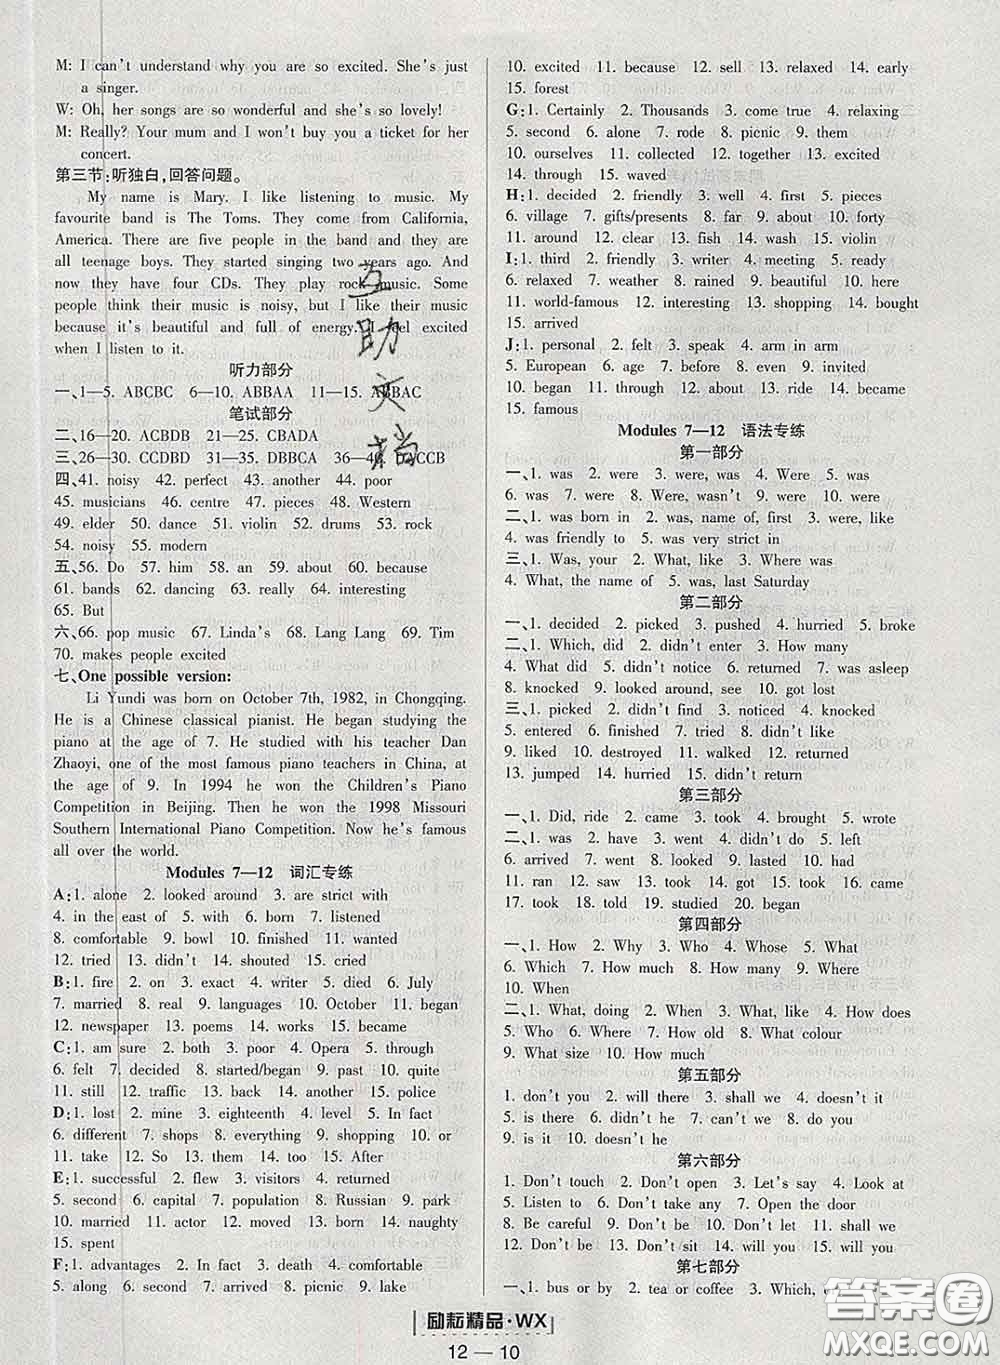 M: I can't understand why you are so excited. She's just
a singer.
W: Oh, her songs are so wonderful and she's so lovely!
M: Really? Your mum and I won't buy you a ticket for her
concert.
第三节:听独白,回答问题。
My name is Mary. I like listening to music. My
favourite band is The Toms. They come from California,
America. There are five people in the band and they are
all teenage boys. They started singing two years ago. And
now they have four CDs. They play rock music. Some
people think their music is noisy, but I like their music
because it's beautiful and full of energy. I feel excited
when I listen to it.
听力部分
一、1—5. ABCBC 6—10. ABBAA 11—15. ABBAC
笔试部分
二、16—20. ACBDB 21—25. CBADA
三、26—30. CCDBD 31—35. DBBCA 36—40. CCB
四、41. noisy 42. perfect 43. another 44. poor
45. musicians 46. centre 47. pieces 48. Western
49. elder 50. dance 51. violin 52. drums 53. rock
54. noisy 55. modern
五、56. Do 57. him 58. an 59. but 60. because
61. bands 62. dancing 63. really 64. interesting
65. But
六、66. pop music 67. Linda's 68. Lang Lang 69. Tim
70. makes people excited
七、One possible version:
Li Yundi was born on October 7th, 1982, in Chongqing.
He is a Chinese classical pianist. He began studying the
piano at the age of 7. He studied with his teacher Dan
Zhaoyi, one of the most famous piano teachers in China, at
the age of 9. In 1994 he won the Children's Piano
Competition in Beijing. Then he won the 1998 Missouri
Southern International Piano Competition. Now he's famous
all over the world.
Modules 7—12 词汇专练
A:1. alone 2. looked around 3. are strict with
4. in the east of 5. with 6. born 7. listened
8. comfortable 9. bowl 10. finished 11. wanted
12. tried 13. without 14. shouted 15. cried
B:1. fire 2. on 3. exact 4. writer 5. died 6. July
7. married 8. real 9. languages 10. October 11. began
12. newspaper 13. poems 14. works 15. became
C:1. am sure 2. both 3. poor 4. Opera 5. through
6. felt 7. decided 8. started/began 9. past 10. quite
11. still 12. traffic 13. back 14. last 15. lived
D:1. lost 2. mine 3. eighteenth 4. level 5. In fact
6. different 7. shops 8. everything 9. shopping 10. or
11. take 12. So 13. them 14. too 15. After
E:1. successful 2. flew 3. visitors 4. returned
5. second 6. capital 7. population 8. Russian 9. park
10. married 11. actor 12. moved 13. born 14. naughty
15. spent
F:1. advantages 2. If 3. death 4. comfortable
5. along 6. second 7. arrived 8. picnic 9. lake
10. excited 11. because 12. sell 13. relaxed 14. early
15. forest
G:1. Certainly 2. Thousands 3. come true 4. relaxing
5. second 6. alone 7. rode 8. picnic 9. them
10. ourselves 11. collected 12. together 13. excited
14. through 15. waved
H:1. decided 2. friendly 3. well 4. first 5. pieces
6. village 7. gifts/presents 8. far 9. about 10. forty
11. around 12. clear 13. fish 14. wash 15. violin
I:1. third 2. friendly 3. writer 4. meeting 5. ready
6. relaxed 7. weather 8. rained 9. beautiful 10. here
11. world-famous 12. interesting 13. shopping 14. bought
15. arrived
J:1. personal 2. felt 3. speak 4. arm in arm
5. European 6. age 7. before 8. even 9. invited
10. page 11. themselves 12. about 13. ride 14. became
15. famous
Modules 7—12 语法专练
第一部分
一、1. was 2. were 3. were, was 4. Were 5. was
6. was 7. were 8. Were, wasn't 9. were 10. were
二、1. was born in 2. was, name of, first 3. were, like
4. was friendly to 5. was very strict in
三、1. Was, your 2. What, like 3. Where was
4. What, the name of 5. was, last Saturday
第二部分
一、1. decided 2. picked 3. pushed 4. hurried 5. broke
二、1. Which, did 2. didn't enter 3. How many
4. What did 5. didn't notice 6. returned 7. was asleep
8. knocked 9. looked around, see 10. got lost
三、1. picked 2. didn't find 3. noticed 4. knocked
5. entered 6. finished 7. tried 8. didn't like
9. liked 10. destroyed 11. walked 12. returned
13. jumped 14. hurried 15. didn't return
第三部分
一、1. Did, ride 2. came 3. took 4. brought 5. wrote
二、1. was 2. have 3. went 4. didn't do 5. left
6. arrived 7. went 8. looked 9. were 10. was
11. ran 12. saw 13. took 14. took 15. got 16. came
17. took 18. took 19. studied 20. began
第四部分
一、1. How 2. Why 3. Who 4. Whose 5. What
6. Which 7. How much 8. How many 9. Where
10. When
二、1. What, doing 2. When 3. What, like 4. How does
5. Who 6. Where 7. How old 8. What colour
9. What size 10. How much
第五部分
1. don't you 2. will there 3. shall we 4. doesn't it
5. is there 6. didn't he 7. can't we 8. do you
9. is it 10. doesn't he
第六部分
1. Don't touch 2. Don't open 3. Let's say 4. Look at
5. Listen to 6. Don't take any 7. Open the door
8. Be careful 9. Don't be 10. Don't let 11. shall we
12. Don't be 13. Don't sit 14. will you 15. will you
第七部分
一、1. bus or by 2. tea or coffee 3. Which,
励耘精品·WX
12 — 10
互助文档
答案圈
MXQE.COM